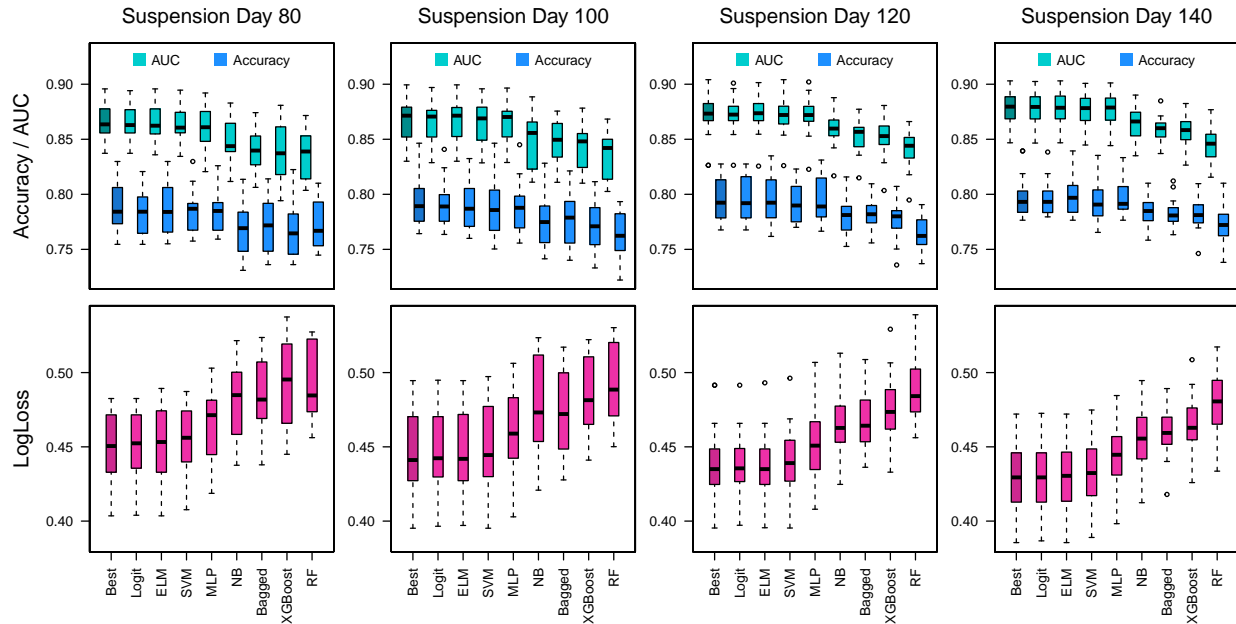 Suspension Day 80
Suspension Day 100
Suspension Day 120
Suspension Day 140
Accuracy / AUC
0.90
0.85
0.80
0.75
AUC
Accuracy
0.90
0.85
0.80
0.75
AUC
Accuracy
0.90
0.85
0.80
0.75
AUC
Accuracy
0.90
0.85
0.80
0.75
AUC
Accuracy
LogLoss
0.50
0.45
0.40
0.50
0.45
0.40
0.50
0.45
0.40
0.50
0.45
0.40
Best
Logit
ELM
SVM
MLP
NB
Bagged
XGBoost
RF
Best
Logit
ELM
SVM
MLP
NB
Bagged
XGBoost
RF
Best
Logit
ELM
SVM
MLP
NB
Bagged
XGBoost
RF
Best
Logit
ELM
SVM
MLP
NB
Bagged
XGBoost
RF